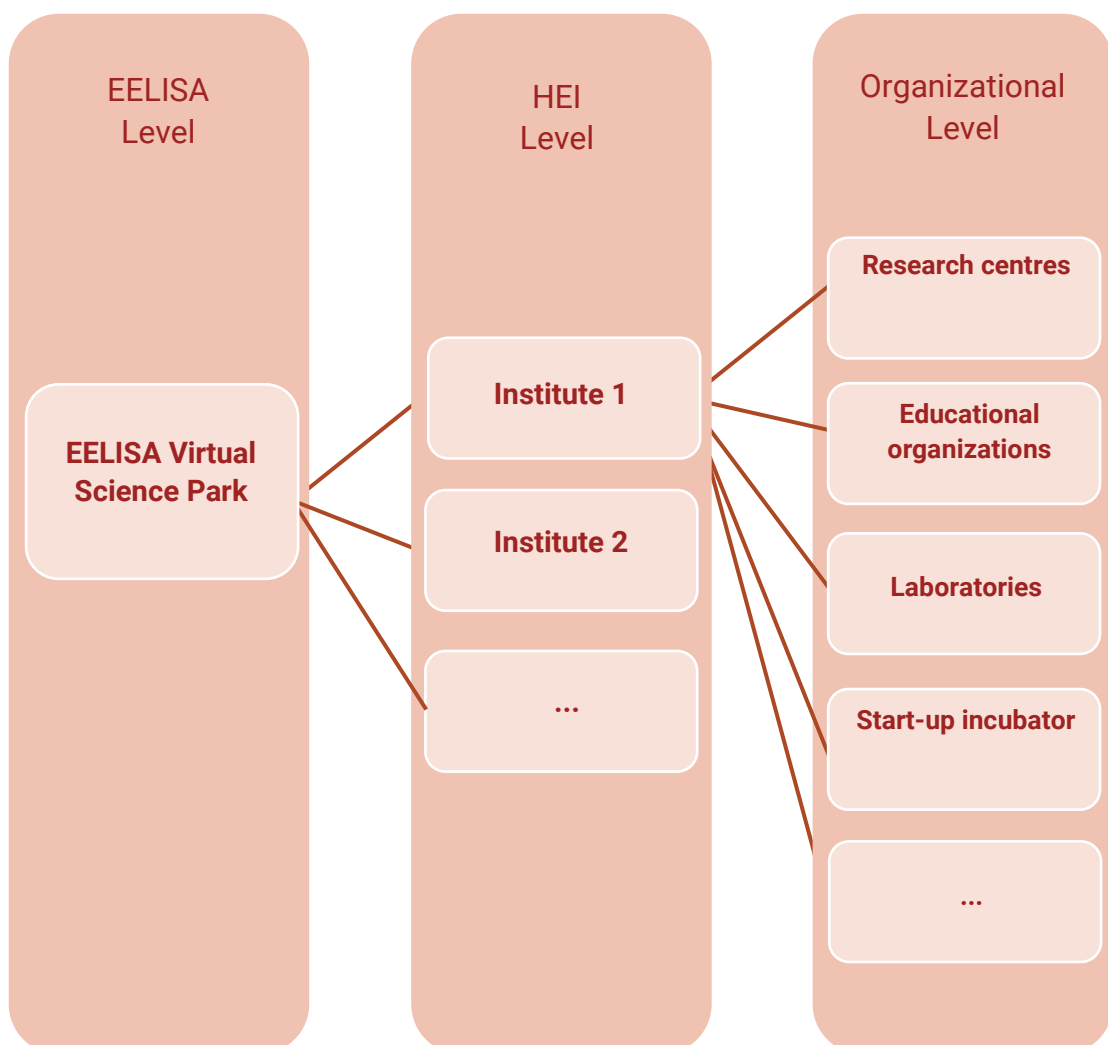 EELISA
Level
EELISA Virtual
Science Park
HEI
Level
Institute 1
Institute 2
...
Organizational
Level
Research centres
Educational
organizations
Laboratories
Start-up incubator
...